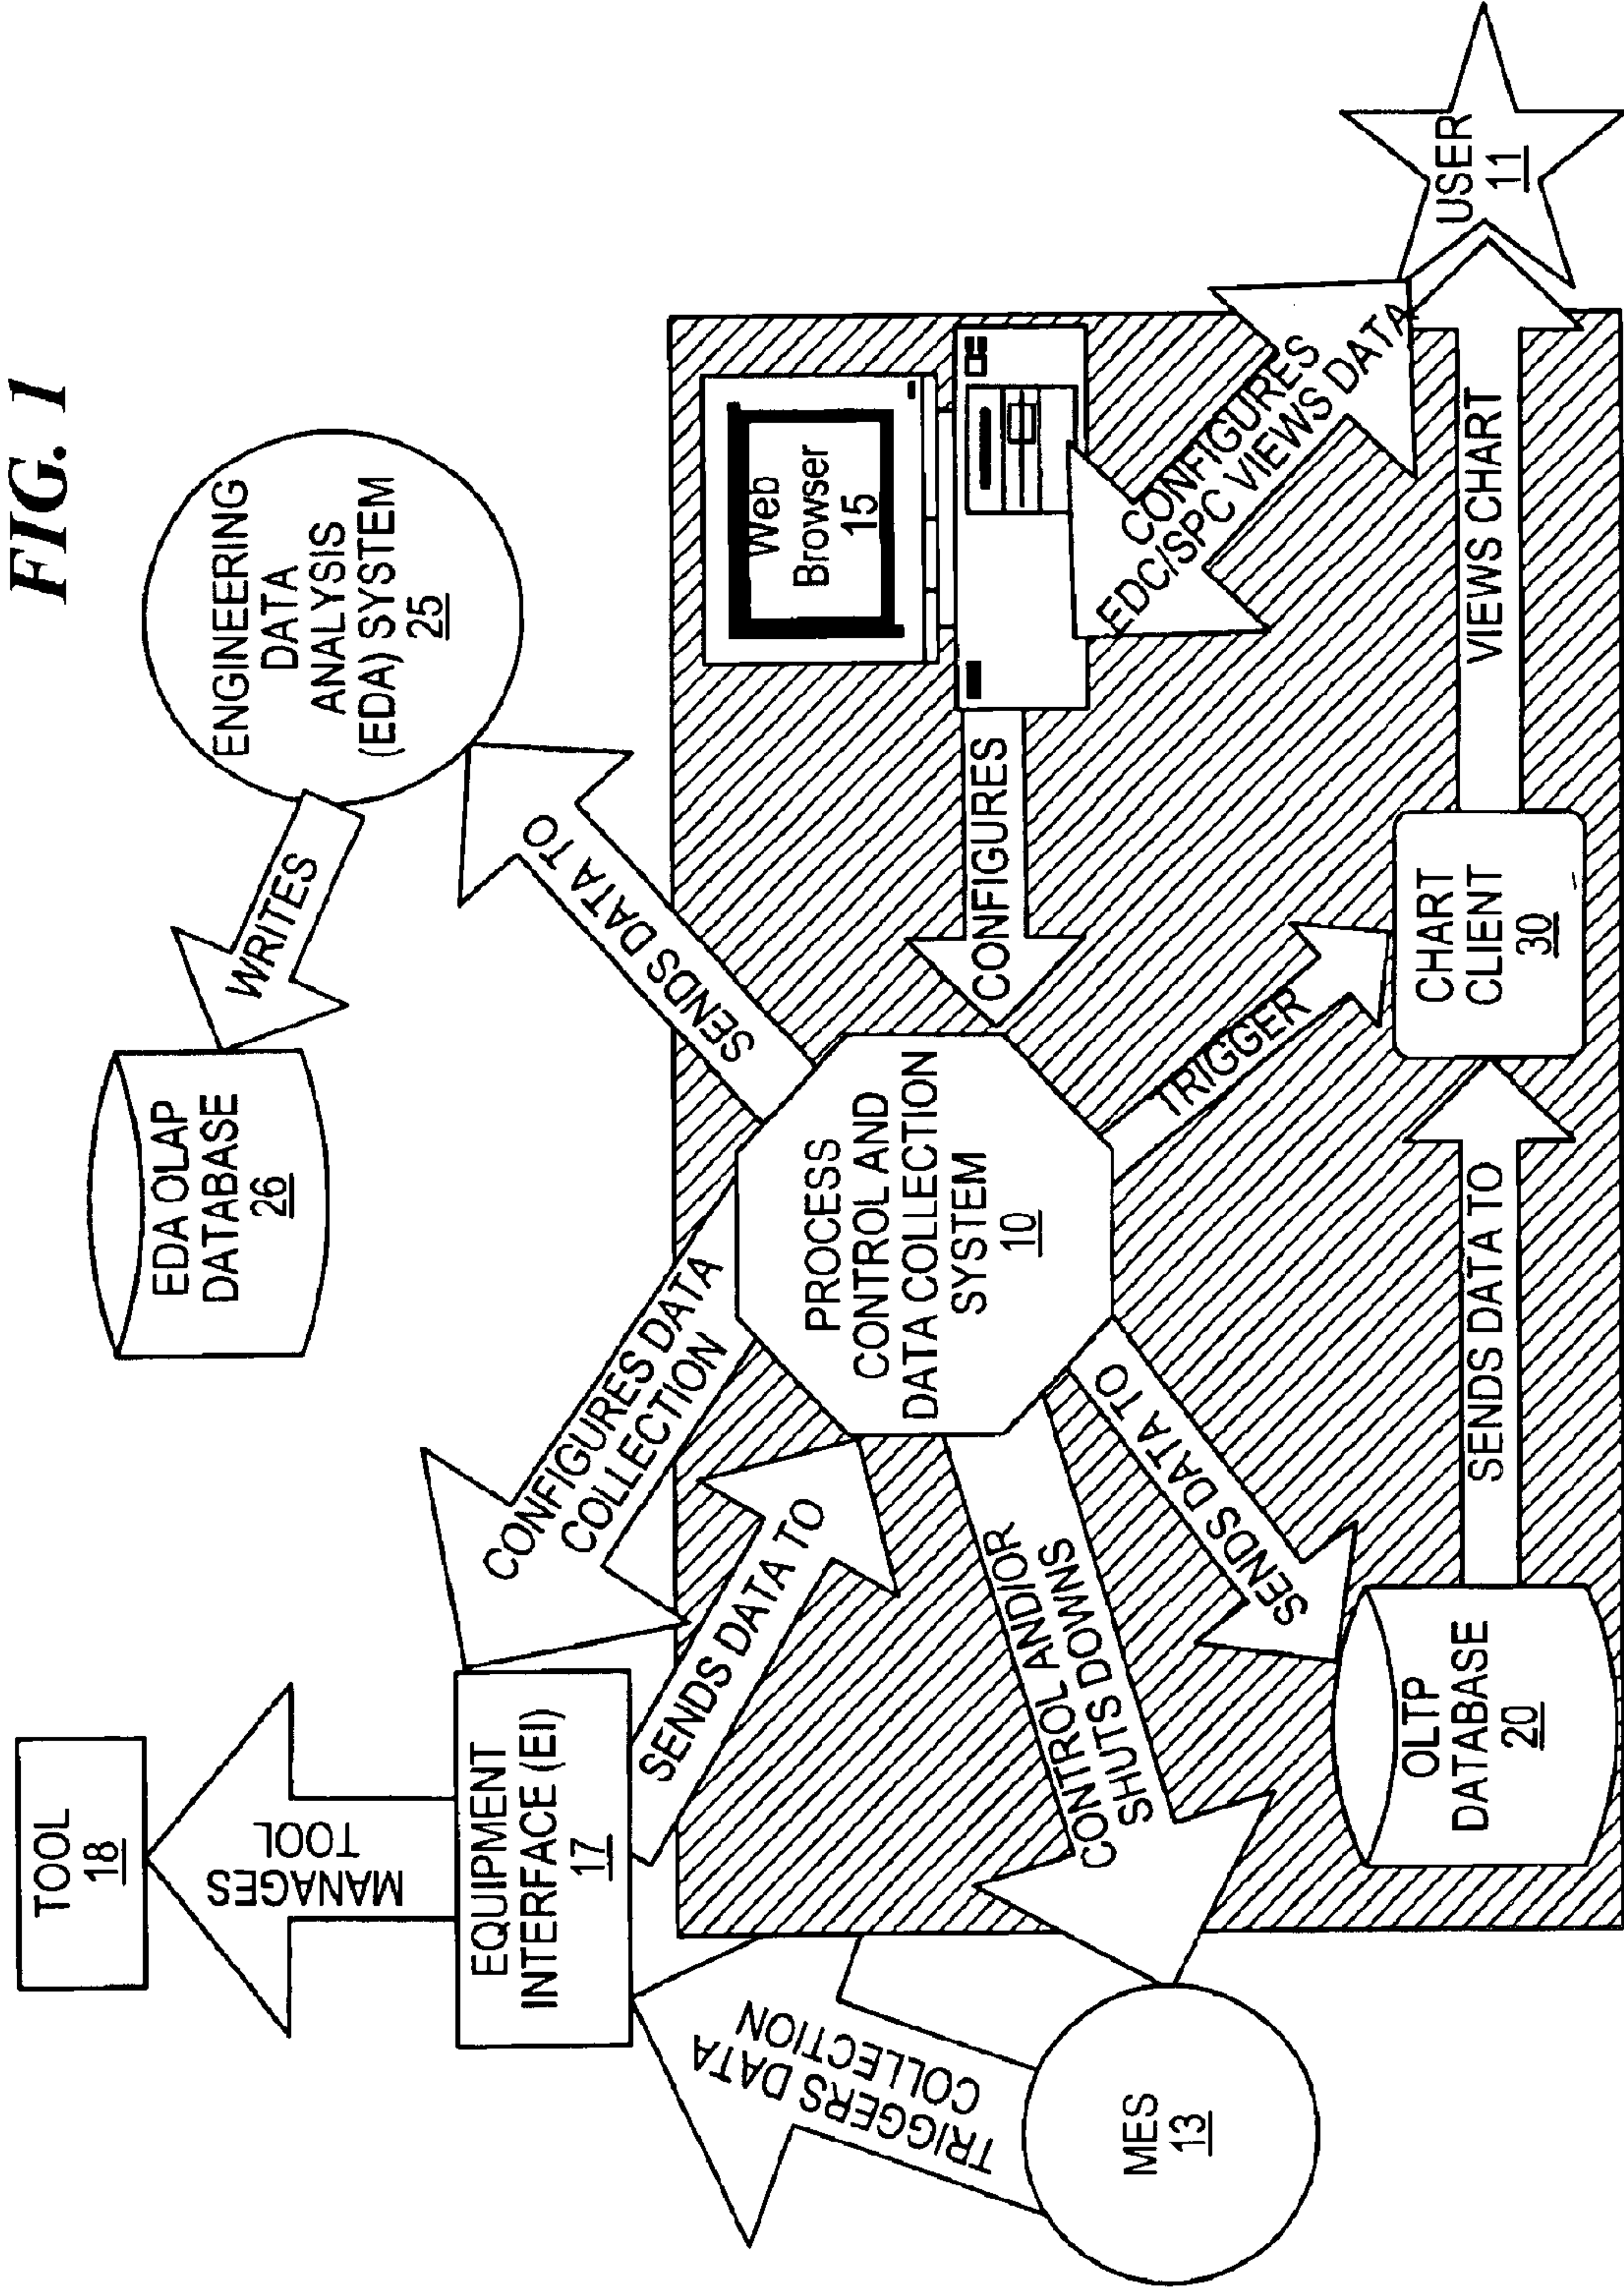 FIG. 1
TOOL
18
MANAGES
TOOL
EQUIPMENT
INTERFACE (EI)
17
EDA OLAP
DATABASE
26
WRITES
ENGINEERING
DATA
ANALYSIS
(EDA) SYSTEM
25
CONFIGURES DATA
COLLECTION
SENDS DATA TO
SENDS DATA TO
TRIGGERS DATA
COLLECTION
PROCESS
CONTROL AND
DATA COLLECTION
SYSTEM
10
CONFIGURES
Web
Browser
15
MES
13
CONTROL AND/OR
SHUTS DOWNS
SENDS DATA TO
TRIGGER
CONFIGURES
EDC/SPC VIEWS DATA
OLTP
DATABASE
20
SENDS DATA TO
CHART
CLIENT
30
VIEWS CHART
USER
11